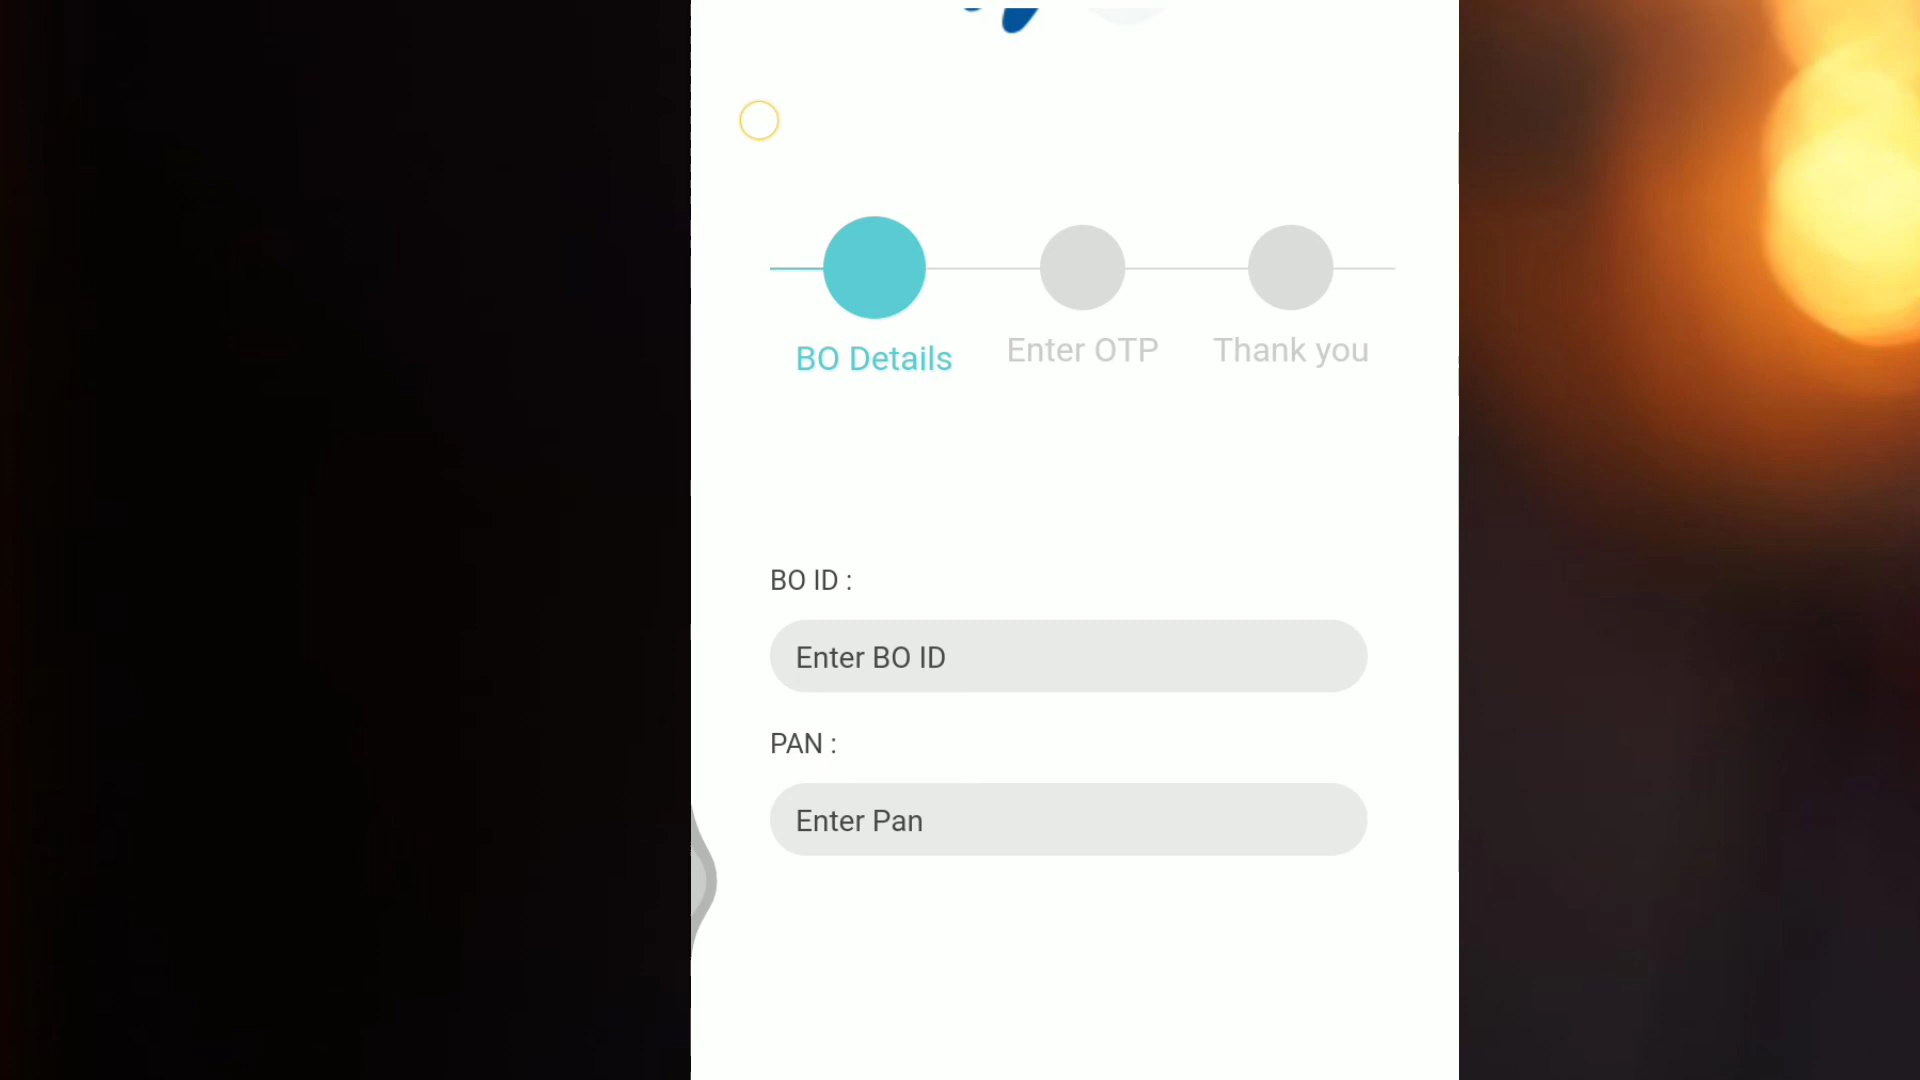 BO Details
Enter OTP
Thank you
BO ID :
Enter BO ID
PAN :
Enter Pan